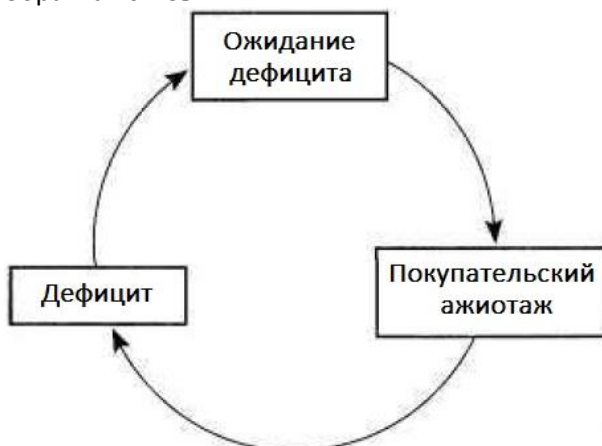 Ожидание
дефицита
Покупательский
ажиотаж
Дефицит